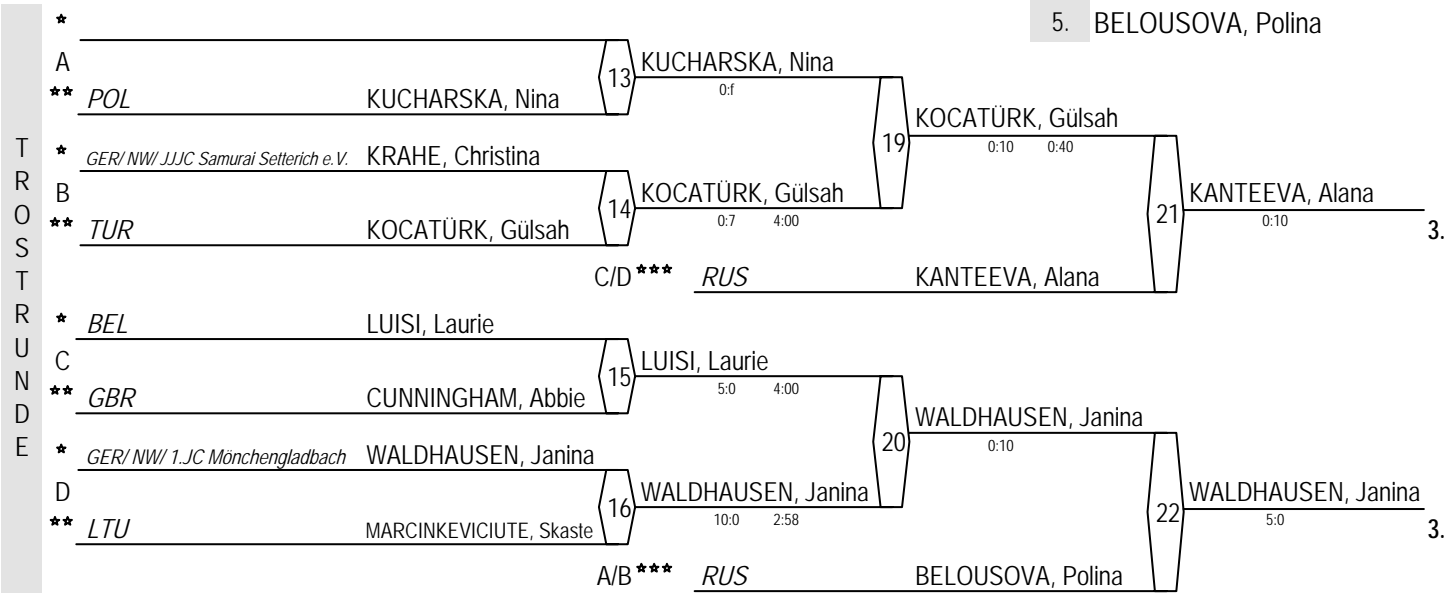 5. BELOUSOVA, Polina
TROSTRUNDE
*
A
** POL KUCHARSKA, Nina
13 KUCHARSKA, Nina
0:f
* GER/ NW/ JJJC Samurai Setterich e.V. KRAHE, Christina
B
** TUR KOCATÜRK, Gülsah
14 KOCATÜRK, Gülsah
0:7 4:00
19 KOCATÜRK, Gülsah
0:10 0:40
C/D *** RUS KANTEEVA, Alana
21 KANTEEVA, Alana
0:10 3.
* BEL LUISI, Laurie
C
** GBR CUNNINGHAM, Abbie
15 LUISI, Laurie
5:0 4:00
* GER/ NW/ 1.JC Mönchengladbach WALDHAUSEN, Janina
D
** LTU MARCINKEVICIUTE, Skaste
16 WALDHAUSEN, Janina
10:0 2:58
20 WALDHAUSEN, Janina
0:10
A/B *** RUS BELOUSOVA, Polina
22 WALDHAUSEN, Janina
5:0 3.